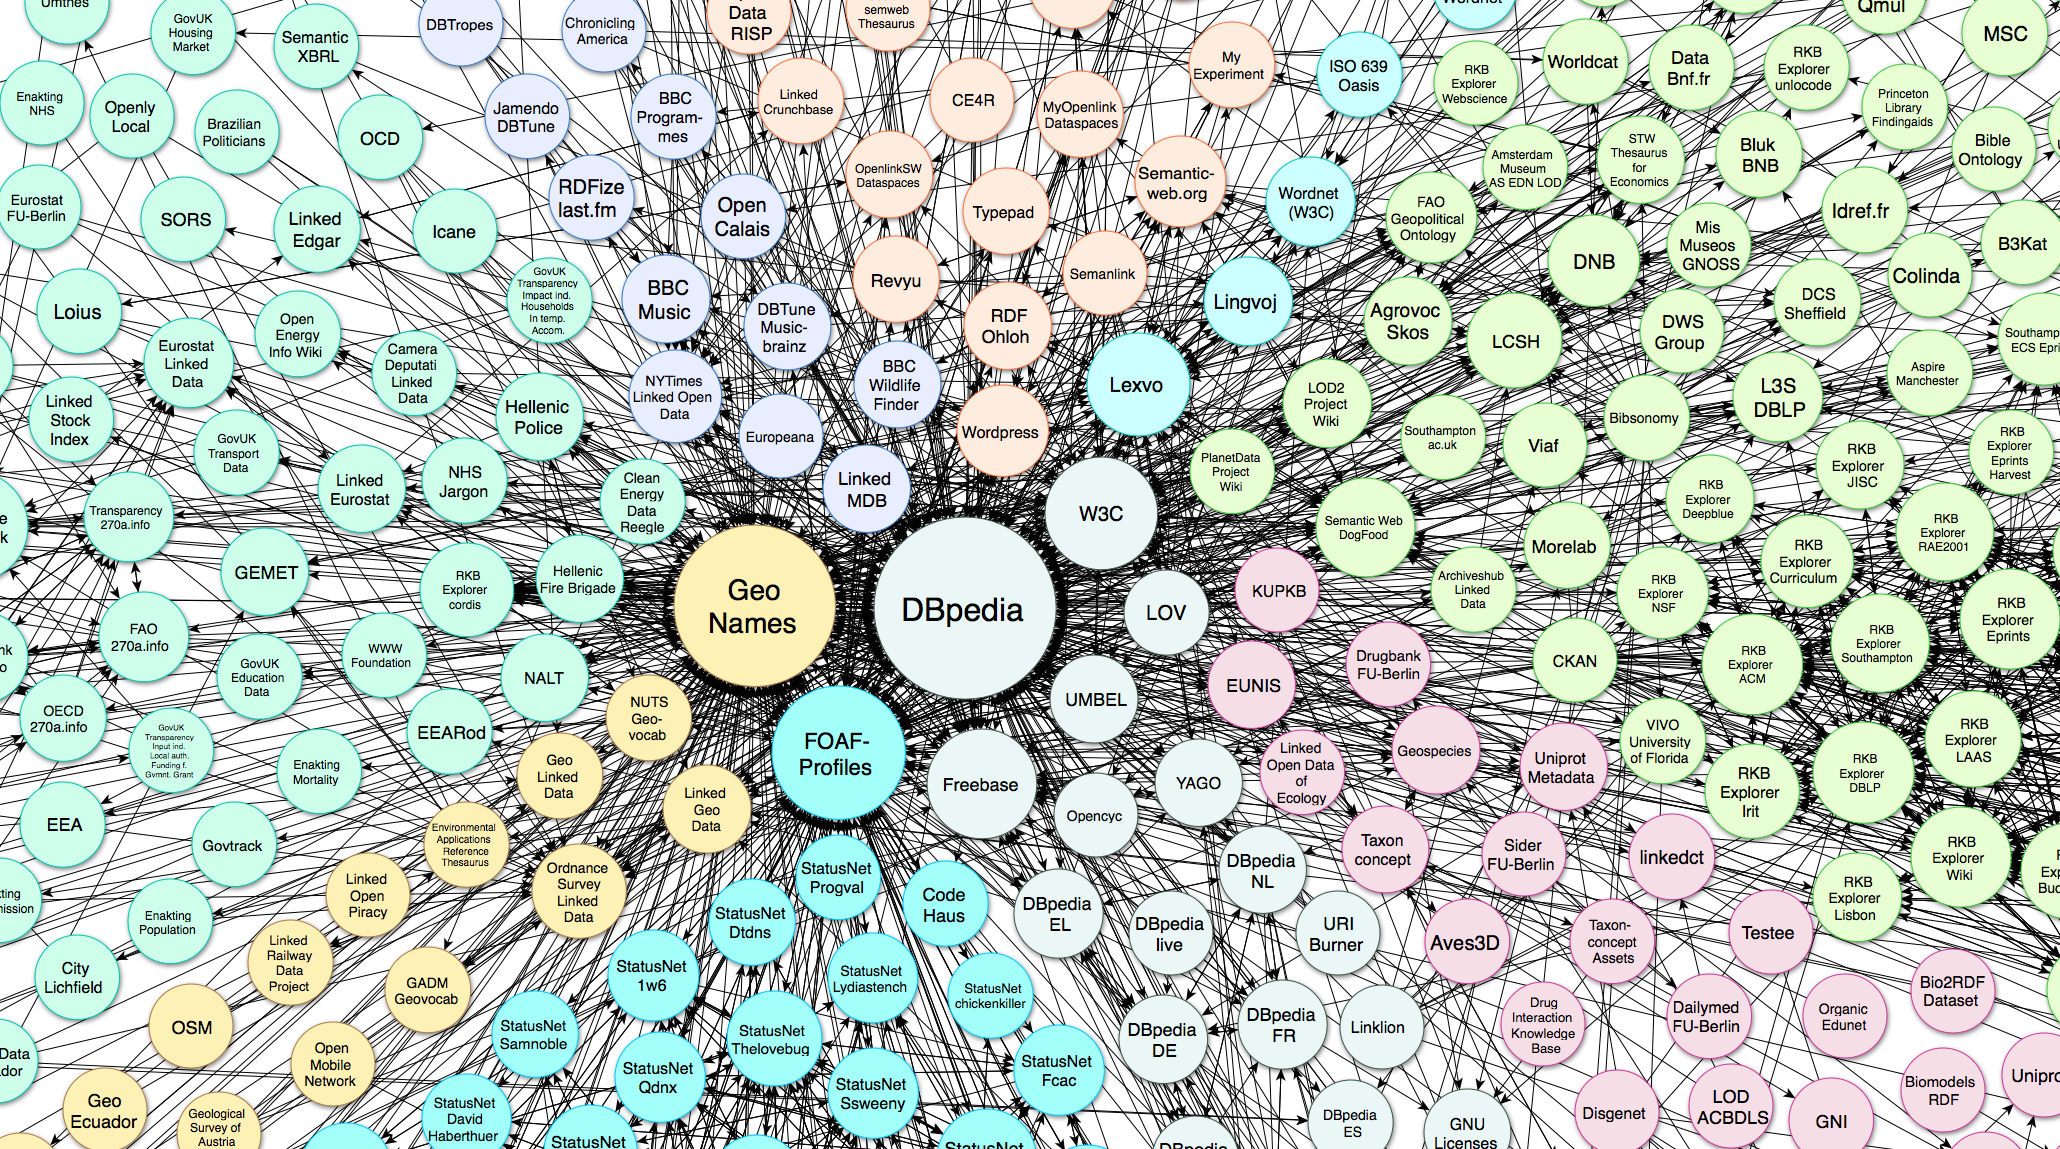 Umthes
GovUK
Housing
Market
Semantic
XBRL
DBTropes
Chronicling
America
Data
RISP
semweb
Thesaurus
My
Experiment
Wordnet
ISO 639
Oasis
RKB
Explorer
Webscience
Worldcat
Data
Bnf.fr
RKB
Explorer
unlocode
Qmul
MSC
Enakting
NHS
Openly
Local
Brazilian
Politicians
OCD
Jamendo
DBTune
BBC
Program-
mes
Linked
Crunchbase
CE4R
MyOpenlink
Dataspaces
Princeton
Library
Findingaids
Bible
Ontology
Eurostat
FU-Berlin
SORS
Linked
Edgar
Icane
RDFize
last.fm
Open
Calais
OpenlinkSW
Dataspaces
Typepad
Semantic-
web.org
Wordnet
(W3C)
FAO
Geopolitical
Ontology
Amsterdam
Museum
AS EDN LOD
STW
Thesaurus
for
Economics
Bluk
BNB
Idref.fr
B3Kat
Loius
Open
Energy
Info Wiki
GovUK
Transparency
Impact ind.
Households
In temp.
Accom.
BBC
Music
DBTune
Music-
brainz
Revyu
Semanlink
RDF
Ohloh
Lingvoj
Agrovoc
Skos
DNB
Mis
Museos
GNOSS
Colinda
DCS
Sheffield
Eurostat
Linked
Data
Camera
Deputati
Linked
Data
NYTimes
Linked Open
Data
BBC
Wildlife
Finder
Lexvo
LCSH
DWS
Group
Aspire
Manchester
Linked
Stock
Index
GovUK
Transport
Data
Hellenic
Police
Europeana
Wordpress
LOD2
Project
Wiki
Southampton
ac.uk
Viaf
Bibsonomy
L3S
DBLP
RKB
Explorer
JISC
RKB
Explorer
Eprints
Harvest
Transparency
270a.info
Linked
Eurostat
NHS
Jargon
Clean
Energy
Data
Reegle
Linked
MDB
W3C
PlanetData
Project
Wiki
Semantic Web
DogFood
Morelab
RKB
Explorer
Deepblue
RKB
Explorer
RAE2001
GEMET
RKB
Explorer
cordis
Hellenic
Fire Brigade
Geo
Names
DBpedia
LOV
KUPKB
Archiveshub
Linked
Data
RKB
Explorer
NSF
RKB
Explorer
Curriculum
RKB
Explorer
Eprints
FAO
270a.info
GovUK
Education
Data
WWW
Foundation
NALT
EUNIS
Drugbank
FU-Berlin
CKAN
RKB
Explorer
ACM
RKB
Explorer
Southampton
OECD
270a.info
GovUK
Transparency
Input ind.
Local auth.
Funding f.
Gvmnt. Grant
Enakting
Mortality
EEARod
NUTS
Geo-
vocab
FOAF-
Profiles
UMBEL
Geospecies
VIVO
University
of Florida
RKB
Explorer
LAAS
EEA
Govtrack
Geo
Linked
Data
Linked
Geo
Data
Freebase
Opencyc
YAGO
Linked
Open Data
of
Ecology
Uniprot
Metadata
RKB
Explorer
Irit
RKB
Explorer
DBLP
Environmental
Applications
Reference
Thesaurus
Linked
Open
Piracy
Ordnance
Survey
Linked
Data
StatusNet
Progval
Code
Haus
DBpedia
NL
Taxon
concept
Sider
FU-Berlin
linkedct
RKB
Explorer
Wiki
RKB
Explorer
Lisbon
Enakting
Population
City
Lichfield
Linked
Railway
Data
Project
GADM
Geovocab
StatusNet
Dtdns
StatusNet
1w6
StatusNet
Lydiastench
StatusNet
chickenkiller
DBpedia
EL
DBpedia
live
URI
Burner
Aves3D
Taxon-
concept
Assets
Testee
Bio2RDF
Dataset
OSM
Open
Mobile
Network
StatusNet
Samnoble
StatusNet
Thelovebug
StatusNet
Qdnx
StatusNet
Ssweeny
StatusNet
Fcac
DBpedia
DE
DBpedia
FR
Linklion
Drug
Interaction
Knowledge
Base
Dailymed
FU-Berlin
Organic
Edunet
Data
Geo
Ecuador
Geological
Survey of
Austria
StatusNet
David
Haberthuer
StatusNet
StatusNet
DBpedia
DBpedia
ES
GNU
Licenses
Disgenet
LOD
ACBDLS
GNI
Biomodels
RDF